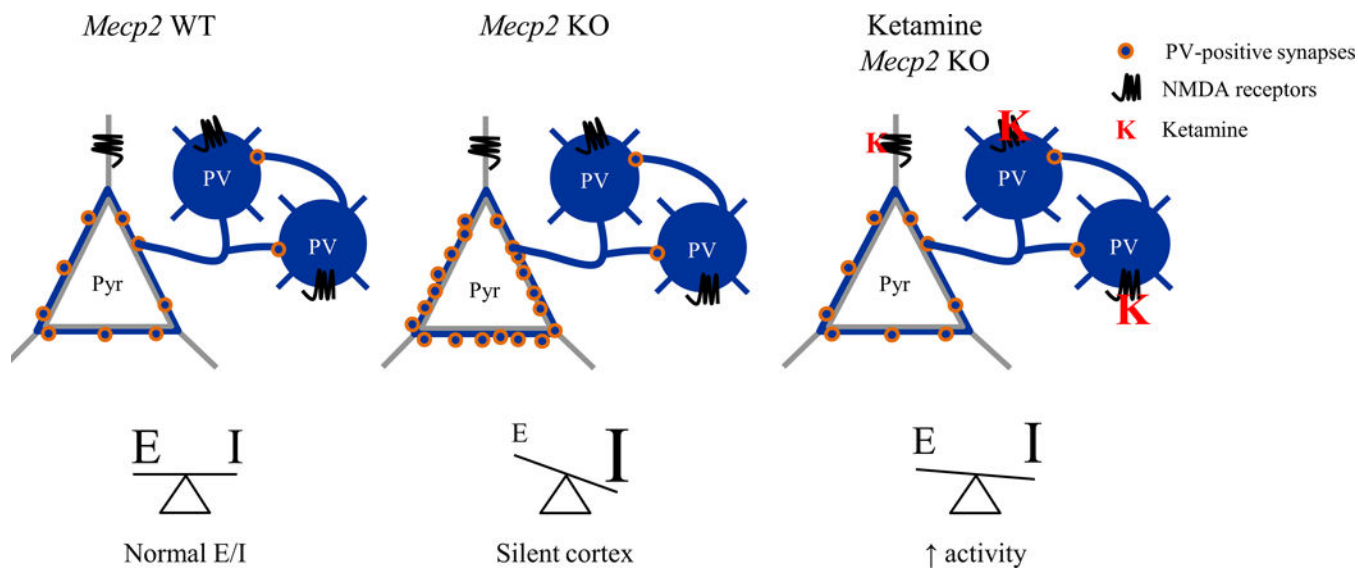 Mecp2 WT
Mecp2 KO
Ketamine
Mecp2 KO
PV-positive synapses
NMDA receptors
K Ketamine
PV
PV
Pyr
PV
PV
Pyr
K
K
PV
PV
K
Pyr
E I
E I
E I
Normal E/I
Silent cortex
↑ activity